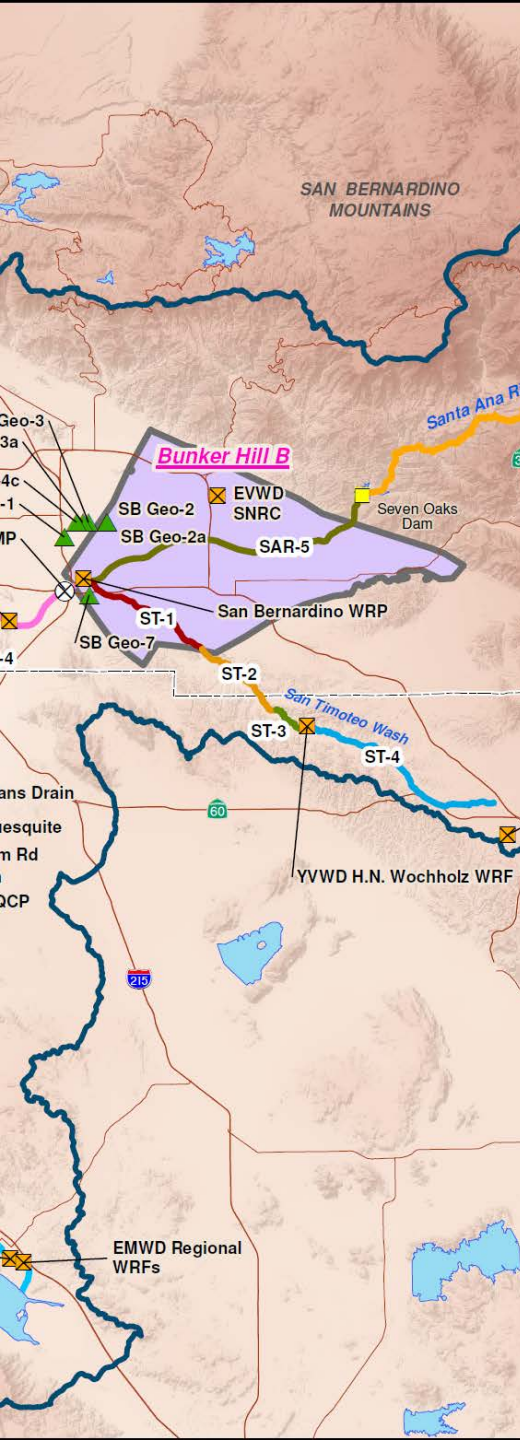 SAN BERNARDINO
MOUNTAINS
Santa Ana R
3
Geo-3
3a
4c
-1
MP
Bunker Hill B
EVWD
SNRC
SB Geo-2
SB Geo-2a
SAR-5
Seven Oaks
Dam
San Bernardino WRP
ST-1
SB Geo-7
-4
ST-2
San Timoteo Wash
ST-3
ST-4
ans Drain
uesquite
m Rd
QCP
60
YVWD H.N. Wochholz WRF
215
EMWD Regional
WRFs